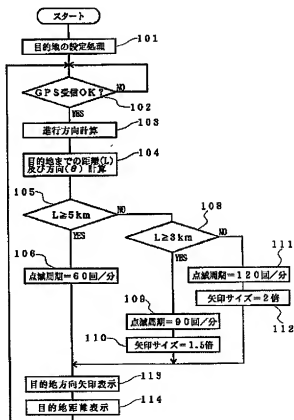 スタート
目的地の設定処理
101
GPS受信OK?
NO
102
YES
103
進行方向計算
104
目的地までの距離(L)
及び方向(θ)計算
105
L≧5km
NO
108
YES
L≧3km
NO
106
111
点滅周期=60回/分
YES
点滅周期=120回/分
109
矢印サイズ=2倍
点滅周期=90回/分
112
110
矢印サイズ=1.5倍
113
目的地方向矢印表示
114
目的地距離表示